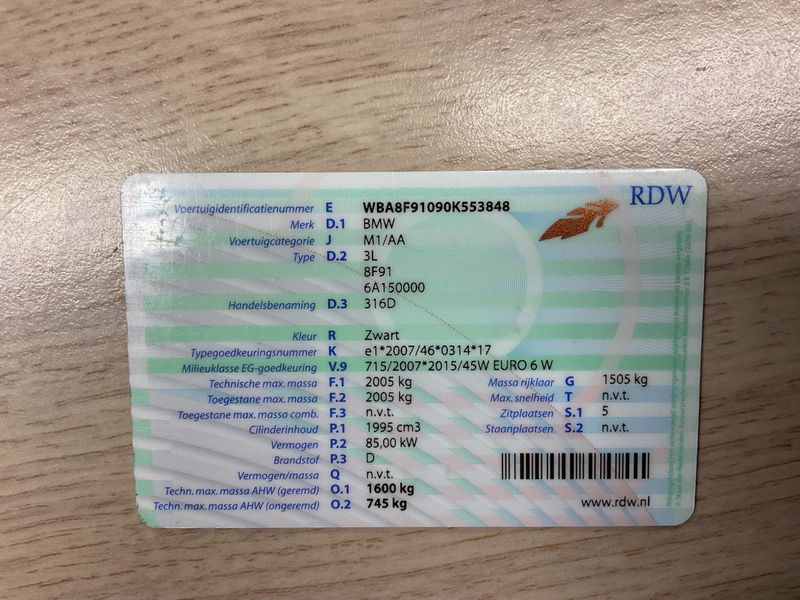 RDW
Voertuigidentificatienummer E WBA8F91090K553848
Merk D.1 BMW
Voertuigcategorie J M1/AA
Type D.2 3L
8F91
6A150000
Handelsbenaming D.3 316D
Kleur R Zwart
Typegoedkeuringsnummer K e1*2007/46*0314*17
Milieuklasse EG-goedkeuring V.9 715/2007*2015/45W EURO 6 W
Technische max. massa F.1 2005 kg Massa rijklaar G 1505 kg
Toegestane max. massa F.2 2005 kg Max. snelheid T n.v.t.
Toegestane max. massa comb. F.3 n.v.t. Zitplaatsen S.1 5
Cilinderinhoud P.1 1995 cm3 Staanplaatsen S.2 n.v.t.
Vermogen P.2 85,00 kW
Brandstof P.3 D
Vermogen/massa Q n.v.t.
Techn. max. massa AHW (geremd) O.1 1600 kg
Techn. max. massa AHW (ongeremd) O.2 745 kg
www.rdw.nl